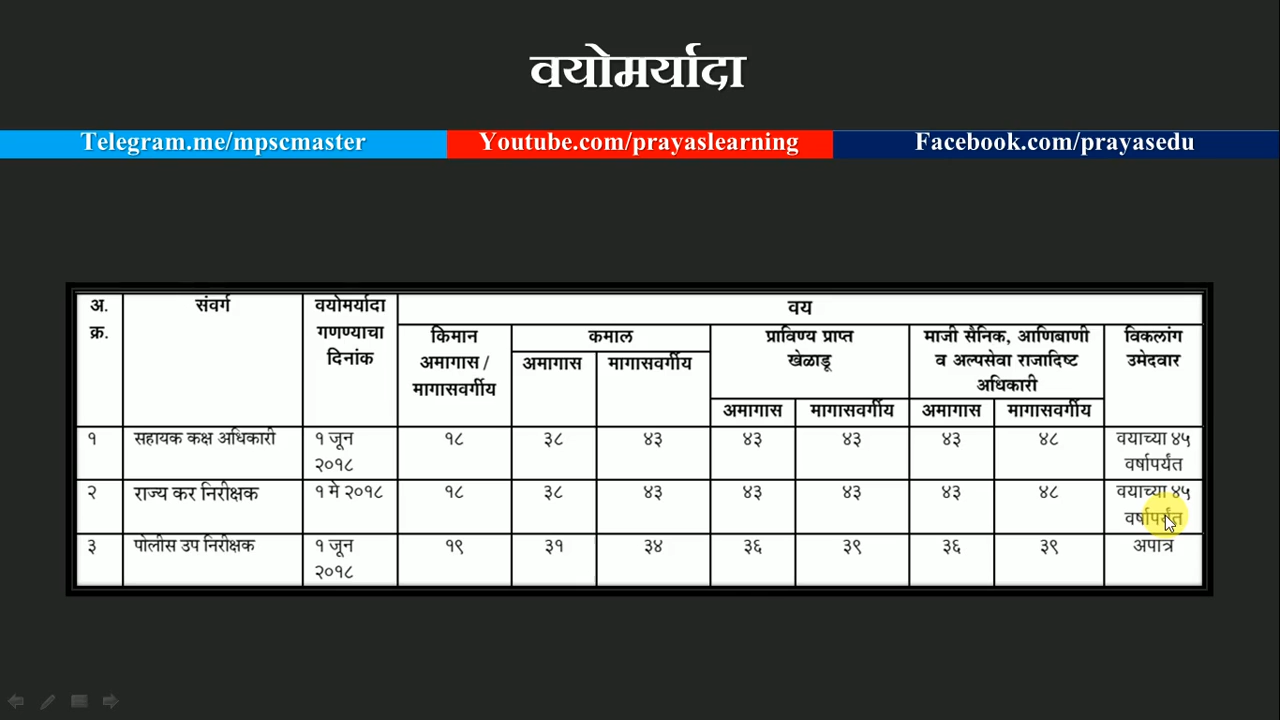 वयोमर्यादा
Telegram.me/mpscmaster Youtube.com/prayaslearning Facebook.com/prayasedu
अ. क्र. संवर्ग वयोमर्यादा गणण्याचा दिनांक वय
किमान अमागास / मागासवर्गीय कमाल प्राविण्य प्राप्त खेळाडू माजी सैनिक, आणिबाणी व अल्पसेवा राजादिष्ट अधिकारी विकलांग उमेदवार
अमागास मागासवर्गीय अमागास मागासवर्गीय अमागास मागासवर्गीय
१ सहायक कक्ष अधिकारी १ जून २०१८ १८ ३८ ४३ ४३ ४३ ४३ ४८ वयाच्या ४५ वर्षापर्यंत
२ राज्य कर निरीक्षक १ मे २०१८ १८ ३८ ४३ ४३ ४३ ४३ ४८ वयाच्या ४५ वर्षापर्यंत
३ पोलीस उप निरीक्षक १ जून २०१८ १९ ३१ ३४ ३६ ३९ ३६ ३९ अपात्र